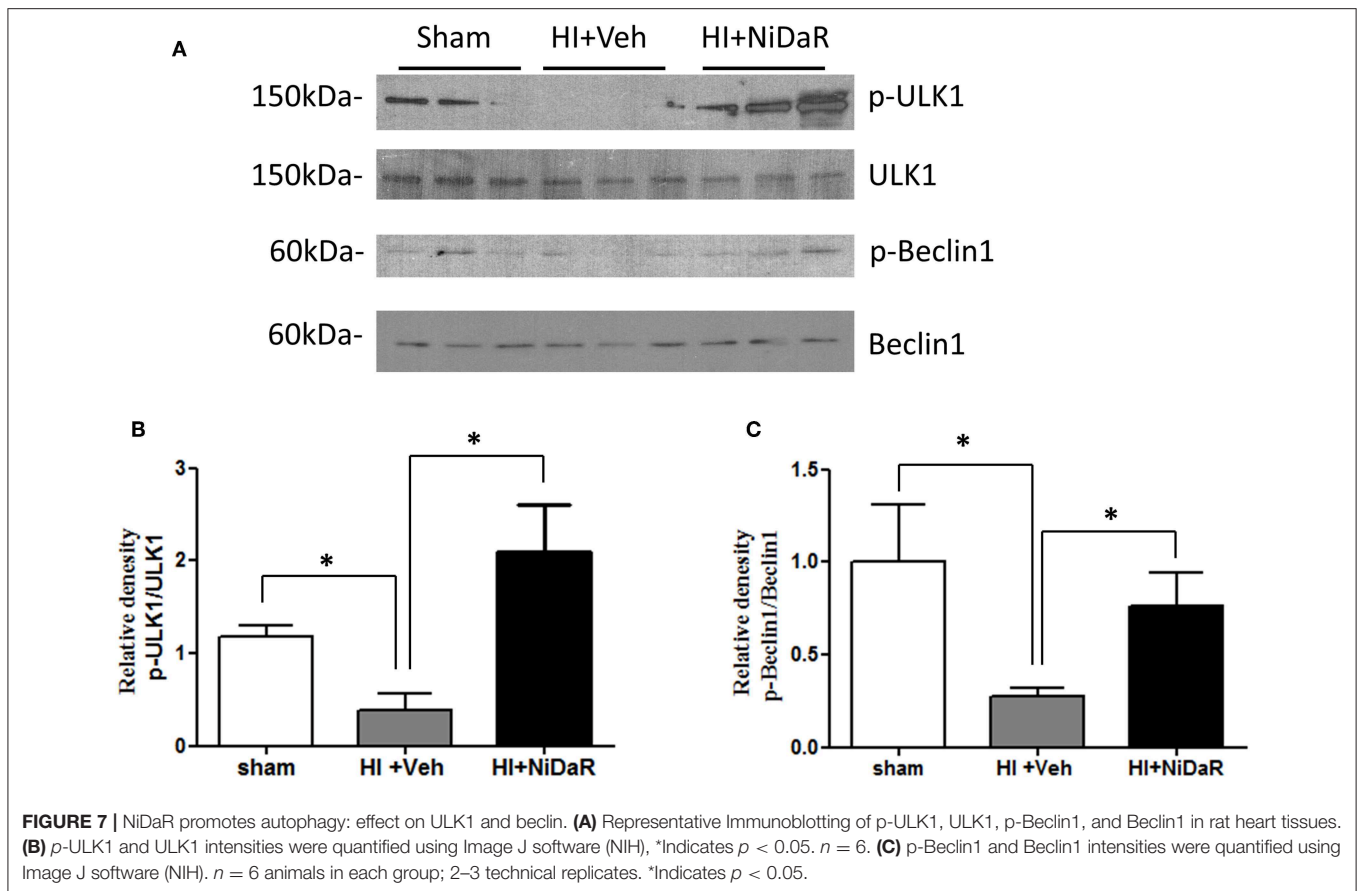 A
Sham HI+Veh HI+NiDaR
150kDa- p-ULK1
150kDa- ULK1
60kDa- p-Beclin1
60kDa- Beclin1
B
*
*
3
2
1
0
Relative denesity
p-ULK1/ULK1
sham HI +Veh HI+NiDaR
C
*
*
1.5
1.0
0.5
0.0
Relative density
p-Beclin1/Beclin1
sham HI +Veh HI+NiDaR
FIGURE 7 | NiDaR promotes autophagy: effect on ULK1 and beclin. (A) Representative Immunoblotting of p-ULK1, ULK1, p-Beclin1, and Beclin1 in rat heart tissues.
(B) p-ULK1 and ULK1 intensities were quantified using Image J software (NIH), *Indicates p < 0.05. n = 6. (C) p-Beclin1 and Beclin1 intensities were quantified using
Image J software (NIH). n = 6 animals in each group; 2–3 technical replicates. *Indicates p < 0.05.